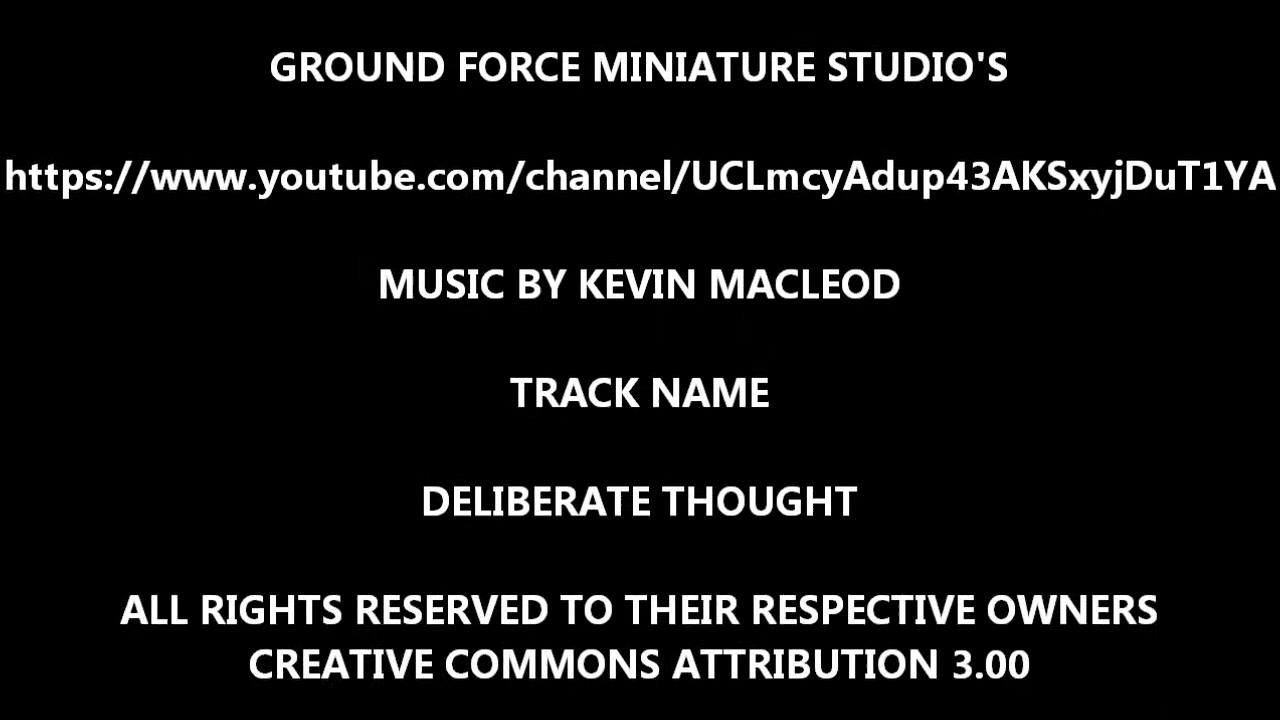 GROUND FORCE MINIATURE STUDIO'S
https://www.youtube.com/channel/UCLmcyAdup43AKSxyjDuT1YA
MUSIC BY KEVIN MACLEOD
TRACK NAME
DELIBERATE THOUGHT
ALL RIGHTS RESERVED TO THEIR RESPECTIVE OWNERS
CREATIVE COMMONS ATTRIBUTION 3.00